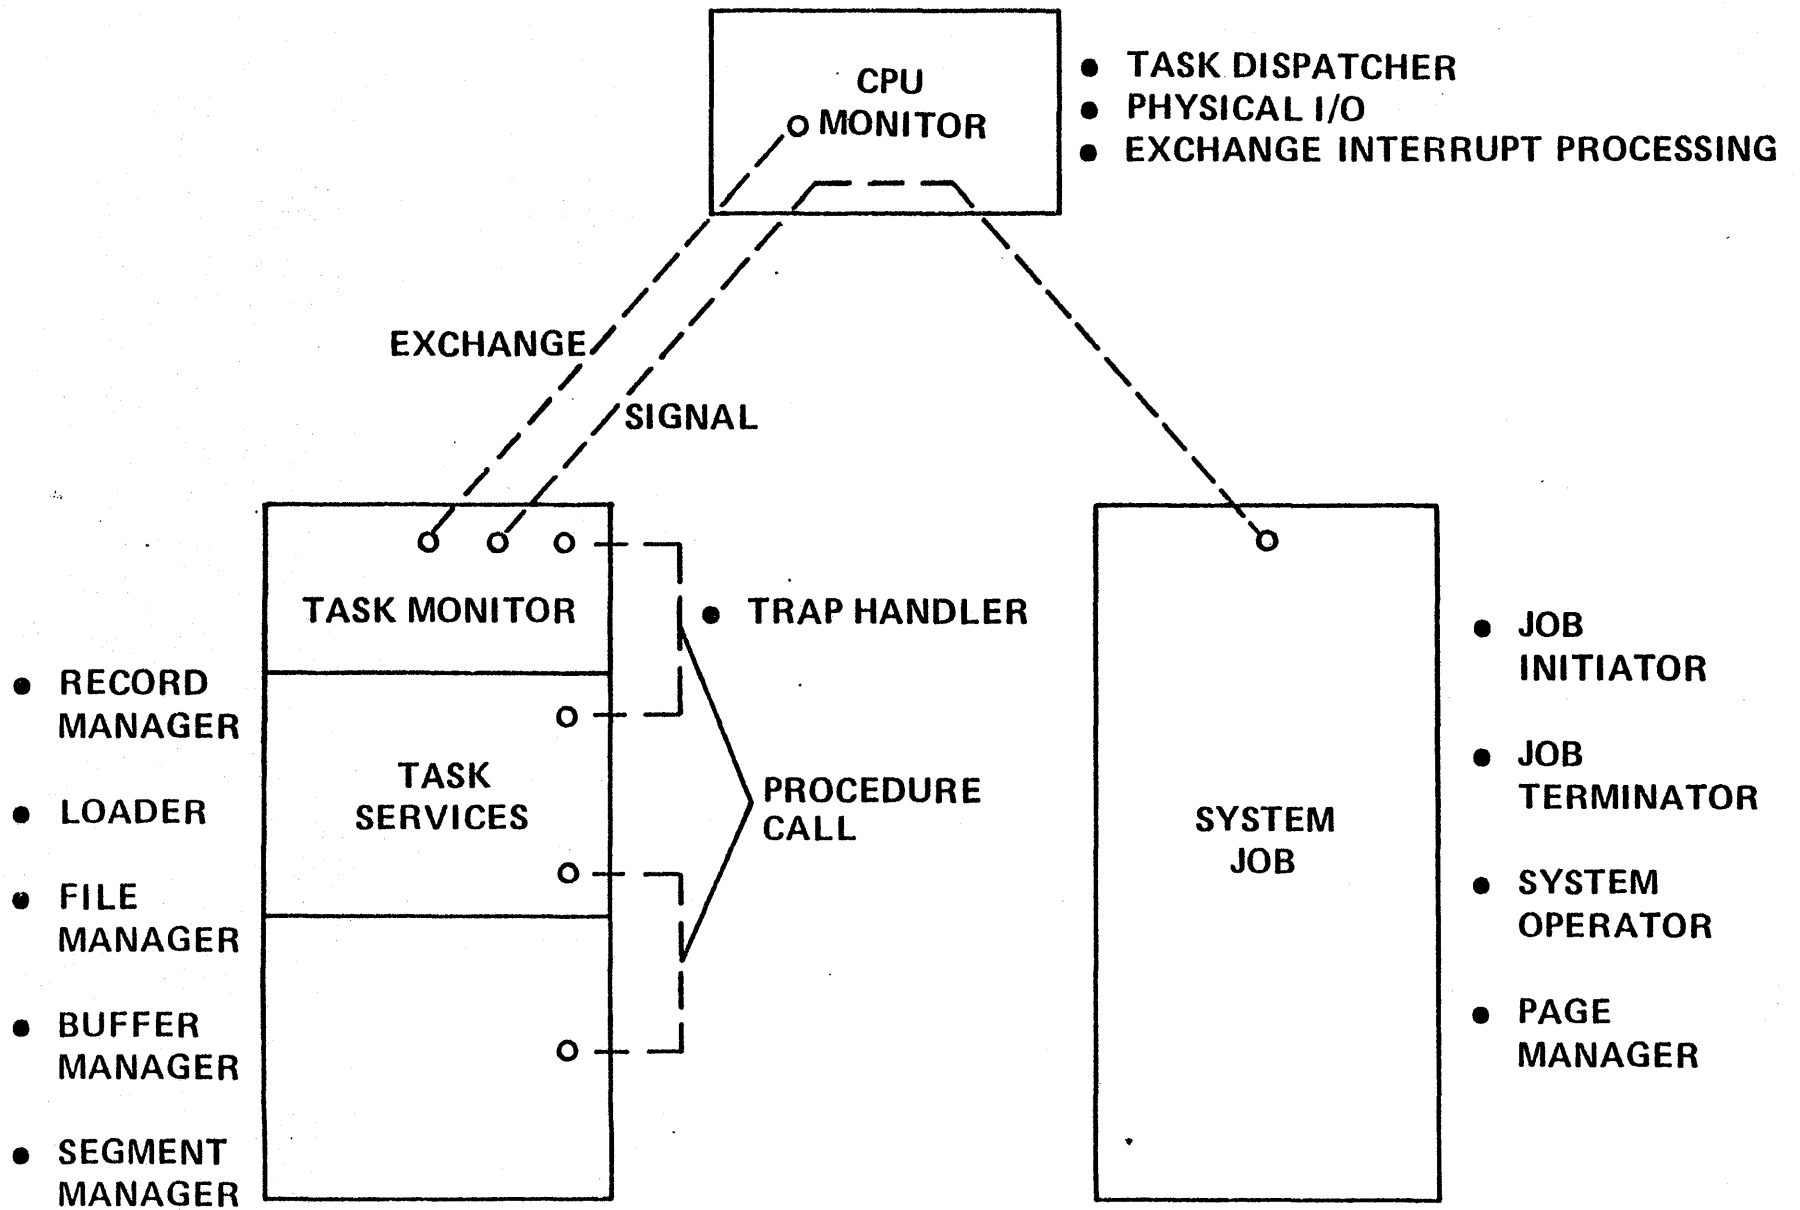 CPU
MONITOR
● TASK DISPATCHER
● PHYSICAL I/O
● EXCHANGE INTERRUPT PROCESSING
EXCHANGE
SIGNAL
TASK MONITOR
● TRAP HANDLER
● RECORD
MANAGER
● LOADER
● FILE
MANAGER
● BUFFER
MANAGER
● SEGMENT
MANAGER
TASK
SERVICES
PROCEDURE
CALL
SYSTEM
JOB
● JOB
INITIATOR
● JOB
TERMINATOR
● SYSTEM
OPERATOR
● PAGE
MANAGER